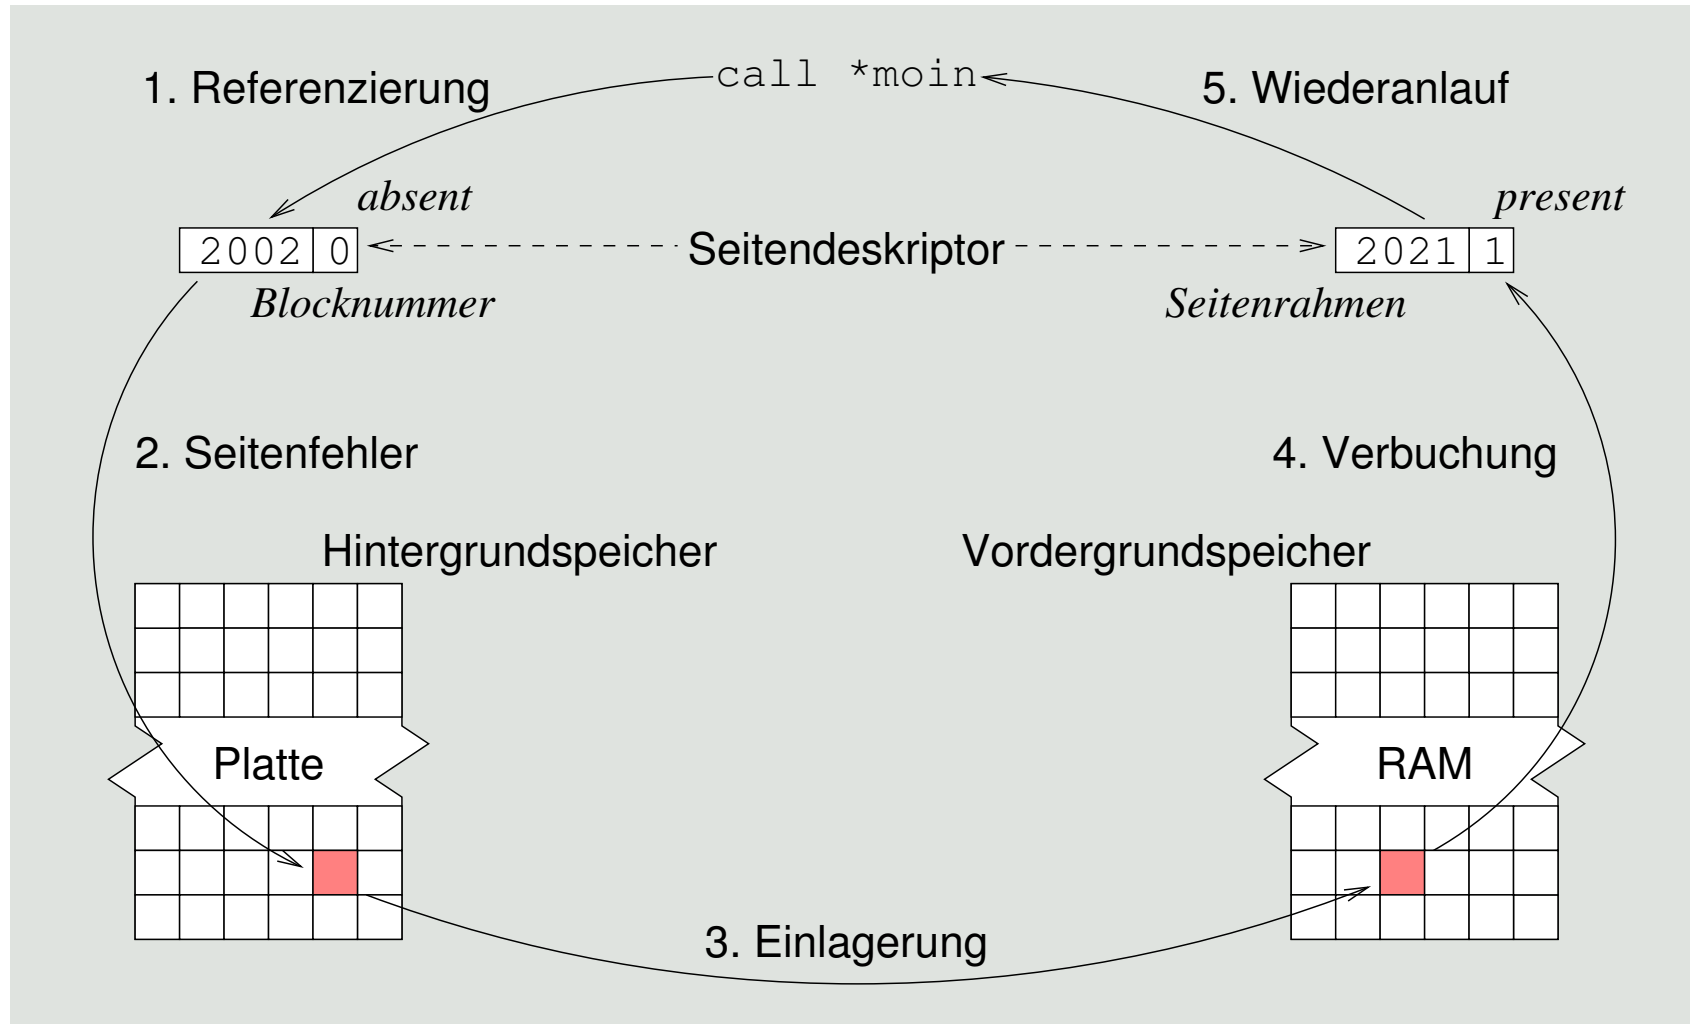 call *moin
1. Referenzierung
5. Wiederanlauf
absent
present
2002 0
Seitendeskriptor
2021 1
Blocknummer
Seitenrahmen
2. Seitenfehler
4. Verbuchung
Hintergrundspeicher
Vordergrundspeicher
Platte
RAM
3. Einlagerung